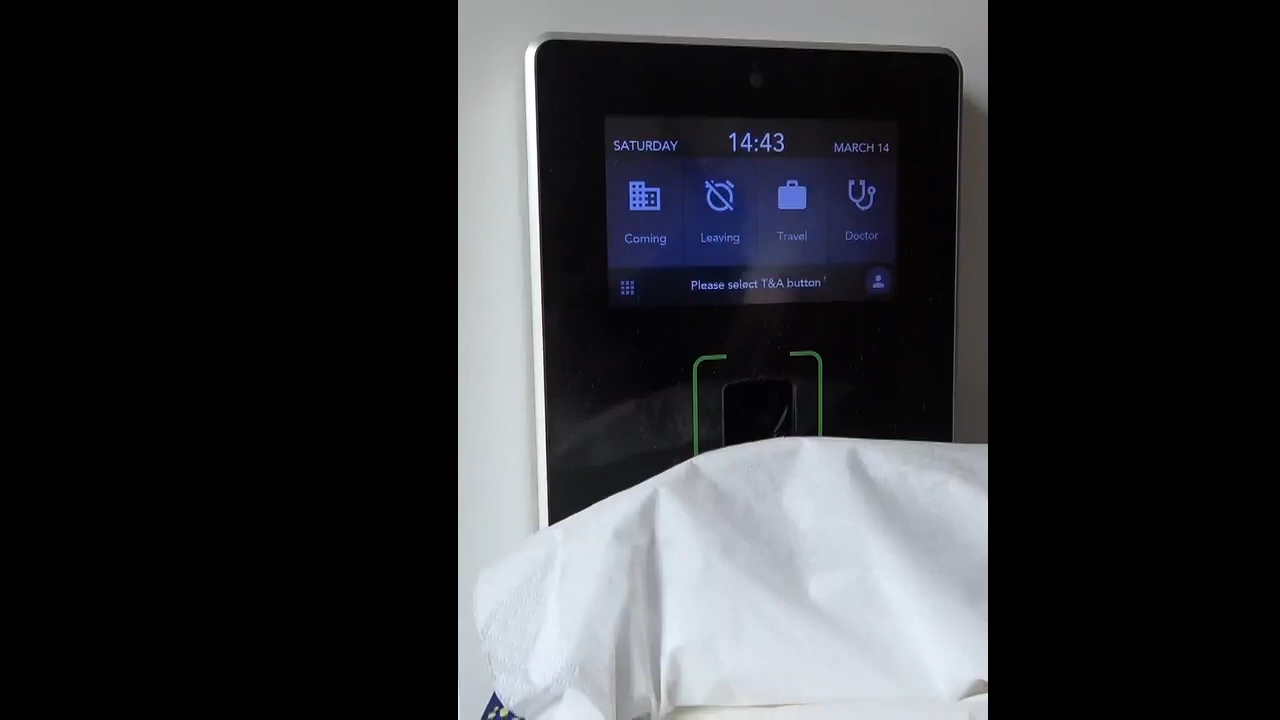 SATURDAY 14:43 MARCH 14
Coming Leaving Travel Doctor
Please select T&A button